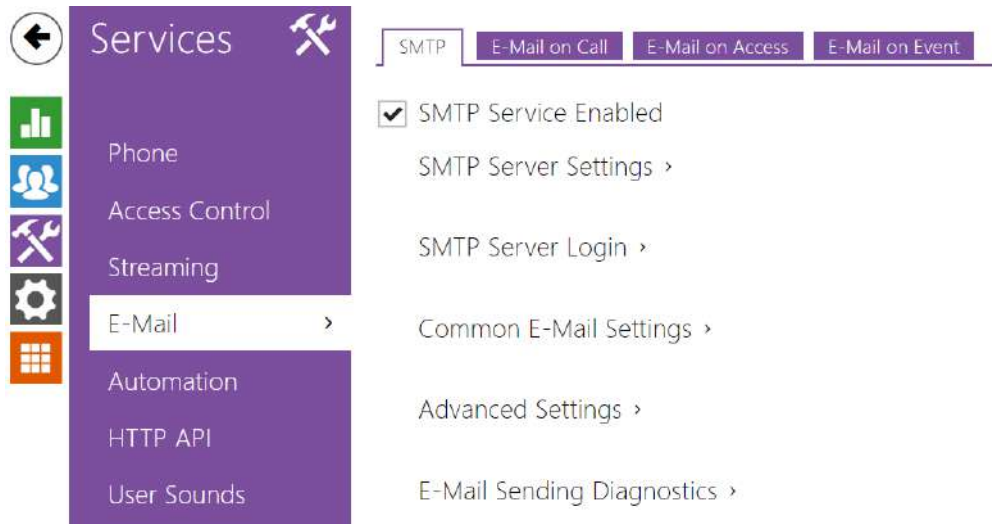 Services
Phone
Access Control
Streaming
E-Mail ›
Automation
HTTP API
User Sounds
SMTP E-Mail on Call E-Mail on Access E-Mail on Event
SMTP Service Enabled
SMTP Server Settings ›
SMTP Server Login ›
Common E-Mail Settings ›
Advanced Settings ›
E-Mail Sending Diagnostics ›